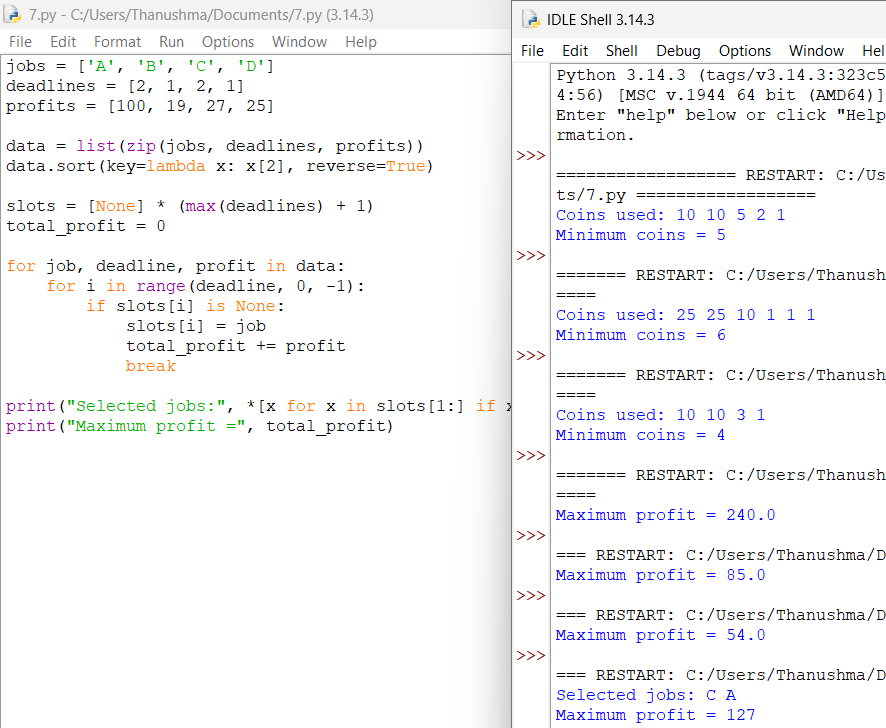 7.py - C:/Users/Thanushma/Documents/7.py (3.14.3)
File Edit Format Run Options Window Help
jobs = ['A', 'B', 'C', 'D']
deadlines = [2, 1, 2, 1]
profits = [100, 19, 27, 25]
data = list(zip(jobs, deadlines, profits))
data.sort(key=lambda x: x[2], reverse=True)
slots = [None] * (max(deadlines) + 1)
total_profit = 0
for job, deadline, profit in data:
    for i in range(deadline, 0, -1):
        if slots[i] is None:
            slots[i] = job
            total_profit += profit
            break
print("Selected jobs:", *[x for x in slots[1:] if x
print("Maximum profit =", total_profit)
IDLE Shell 3.14.3
File Edit Shell Debug Options Window Hel
Python 3.14.3 (tags/v3.14.3:323c5
4:56) [MSC v.1944 64 bit (AMD64)]
Enter "help" below or click "Help
rmation.
>>>
================== RESTART: C:/Us
ts/7.py ==================
Coins used: 10 10 5 2 1
Minimum coins = 5
>>>
======= RESTART: C:/Users/Thanush
====
Coins used: 25 25 10 1 1 1
Minimum coins = 6
>>>
======= RESTART: C:/Users/Thanush
====
Coins used: 10 10 3 1
Minimum coins = 4
>>>
======= RESTART: C:/Users/Thanush
====
Maximum profit = 240.0
>>>
=== RESTART: C:/Users/Thanushma/D
Maximum profit = 85.0
>>>
=== RESTART: C:/Users/Thanushma/D
Maximum profit = 54.0
>>>
=== RESTART: C:/Users/Thanushma/D
Selected jobs: C A
Maximum profit = 127